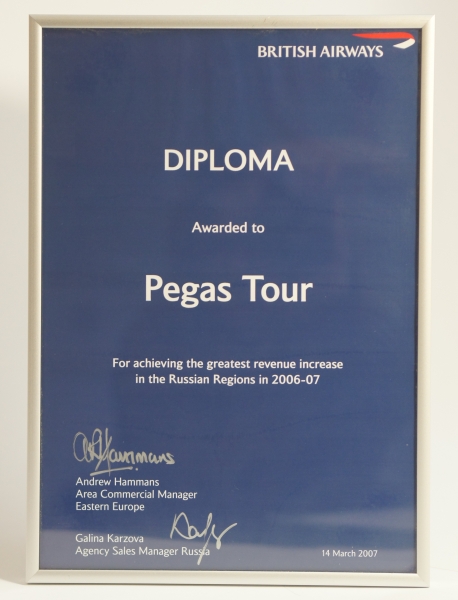 BRITISH AIRWAYS
DIPLOMA
Awarded to
Pegas Tour
For achieving the greatest revenue increase
in the Russian Regions in 2006-07
Andrew Hammans
Area Commercial Manager
Eastern Europe
Galina Karzova
Agency Sales Manager Russia
14 March 2007